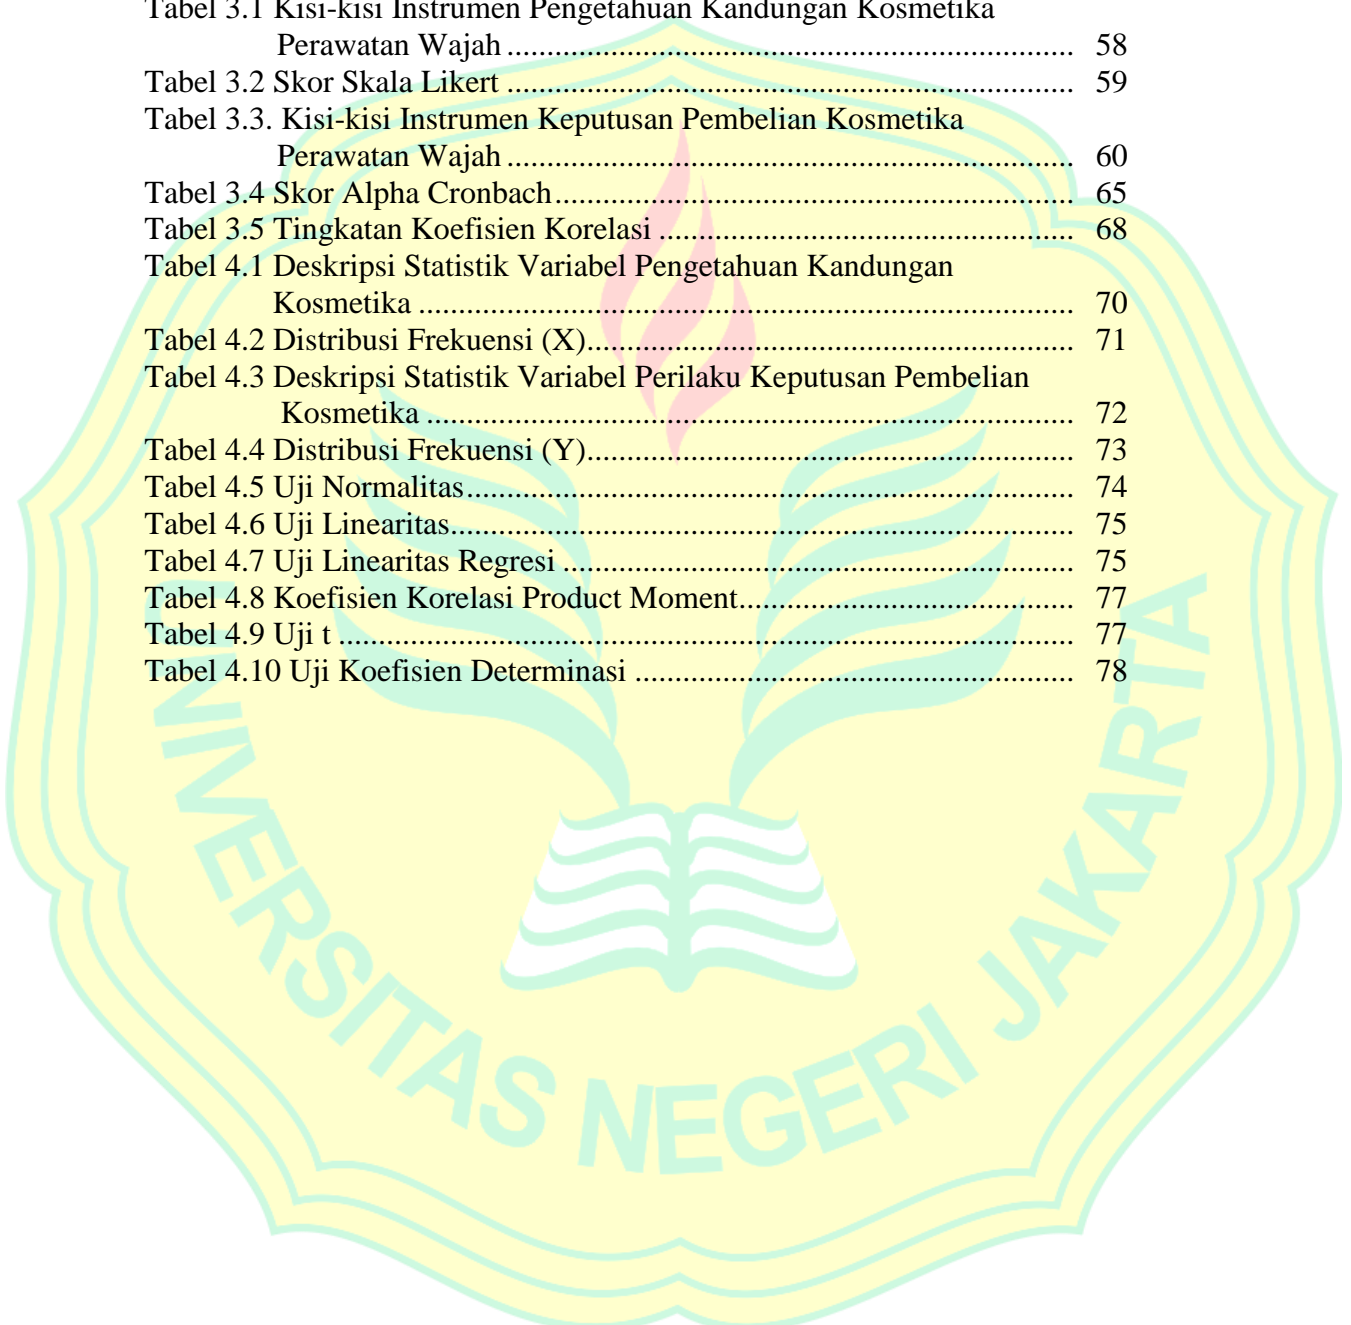 Tabel 3.1 Kisi-kisi Instrumen Pengetahuan Kandungan Kosmetika
Perawatan Wajah ........................................................................ 58
Tabel 3.2 Skor Skala Likert ........................................................................ 59
Tabel 3.3. Kisi-kisi Instrumen Keputusan Pembelian Kosmetika
Perawatan Wajah ........................................................................ 60
Tabel 3.4 Skor Alpha Cronbach.................................................................. 65
Tabel 3.5 Tingkatan Koefisien Korelasi ..................................................... 68
Tabel 4.1 Deskripsi Statistik Variabel Pengetahuan Kandungan
Kosmetika ................................................................................... 70
Tabel 4.2 Distribusi Frekuensi (X).............................................................. 71
Tabel 4.3 Deskripsi Statistik Variabel Perilaku Keputusan Pembelian
Kosmetika .................................................................................. 72
Tabel 4.4 Distribusi Frekuensi (Y).............................................................. 73
Tabel 4.5 Uji Normalitas............................................................................. 74
Tabel 4.6 Uji Linearitas............................................................................... 75
Tabel 4.7 Uji Linearitas Regresi ................................................................. 75
Tabel 4.8 Koefisien Korelasi Product Moment........................................... 77
Tabel 4.9 Uji t ............................................................................................. 77
Tabel 4.10 Uji Koefisien Determinasi ........................................................ 78
UNIVERSITAS NEGERI JAKARTA